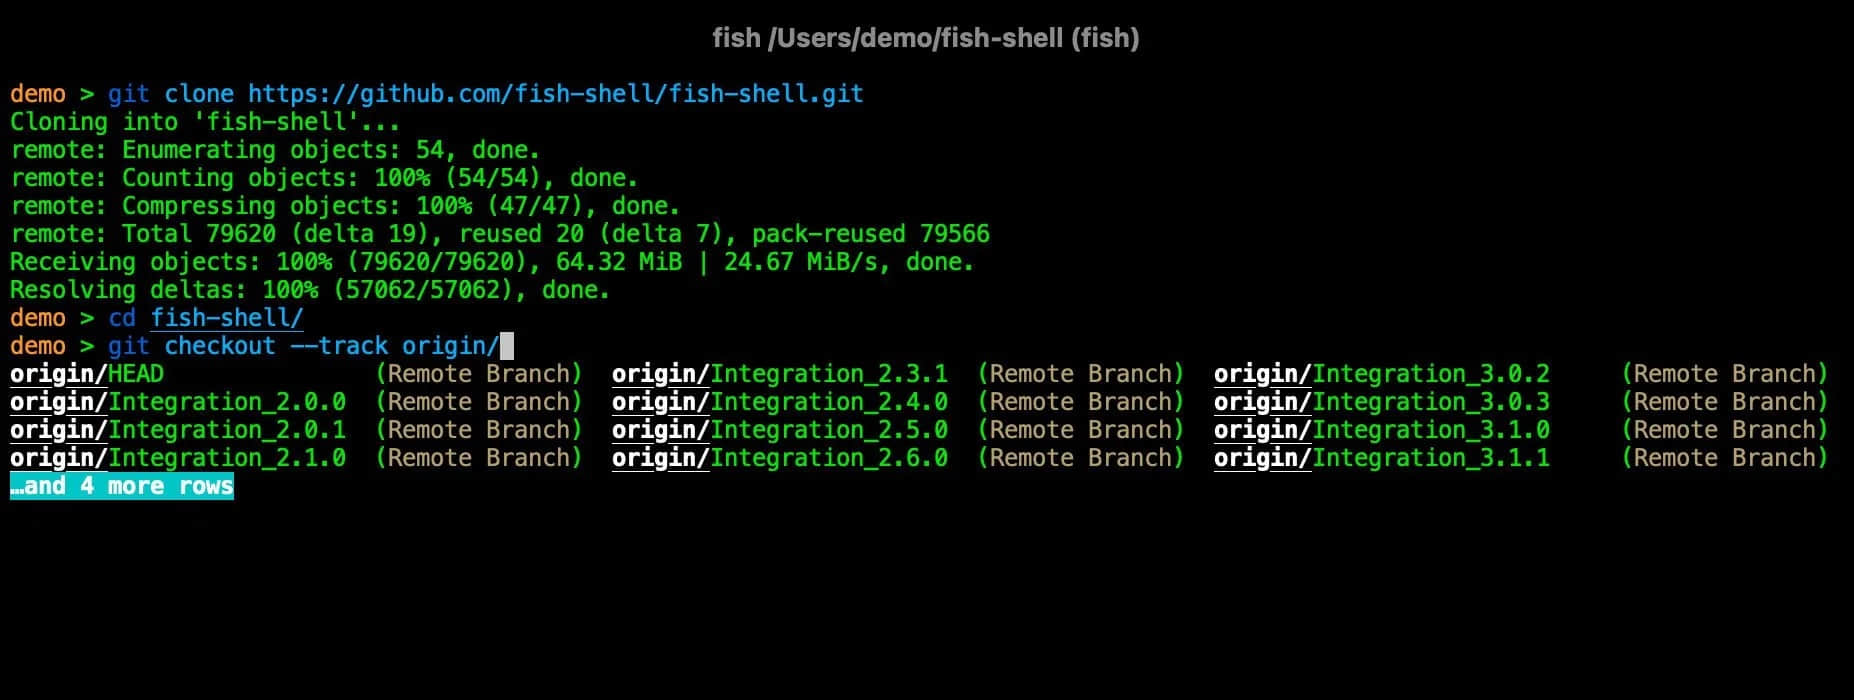 fish /Users/demo/fish-shell (fish)
demo > git clone https://github.com/fish-shell/fish-shell.git
Cloning into 'fish-shell'...
remote: Enumerating objects: 54, done.
remote: Counting objects: 100% (54/54), done.
remote: Compressing objects: 100% (47/47), done.
remote: Total 79620 (delta 19), reused 20 (delta 7), pack-reused 79566
Receiving objects: 100% (79620/79620), 64.32 MiB | 24.67 MiB/s, done.
Resolving deltas: 100% (57062/57062), done.
demo > cd fish-shell/
demo > git checkout --track origin/
origin/HEAD (Remote Branch) origin/Integration_2.3.1 (Remote Branch) origin/Integration_3.0.2 (Remote Branch)
origin/Integration_2.0.0 (Remote Branch) origin/Integration_2.4.0 (Remote Branch) origin/Integration_3.0.3 (Remote Branch)
origin/Integration_2.0.1 (Remote Branch) origin/Integration_2.5.0 (Remote Branch) origin/Integration_3.1.0 (Remote Branch)
origin/Integration_2.1.0 (Remote Branch) origin/Integration_2.6.0 (Remote Branch) origin/Integration_3.1.1 (Remote Branch)
…and 4 more rows